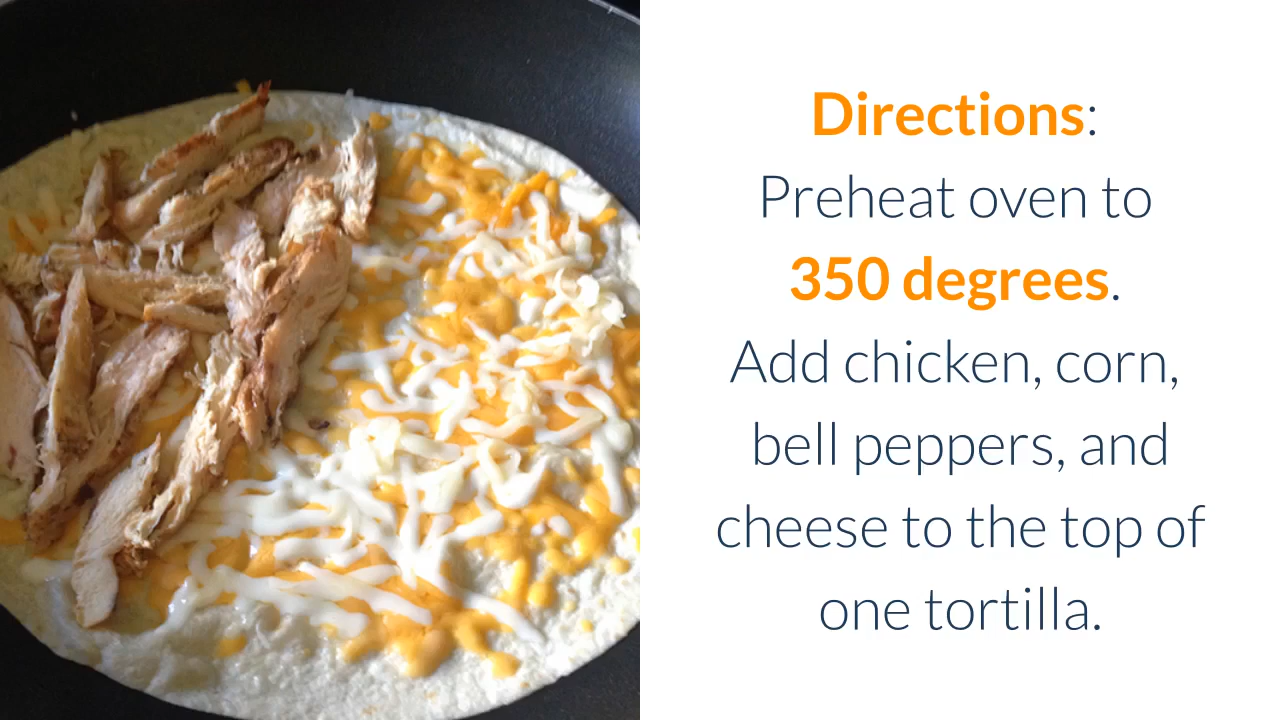 Directions:
Preheat oven to
350 degrees.
Add chicken, corn,
bell peppers, and
cheese to the top of
one tortilla.